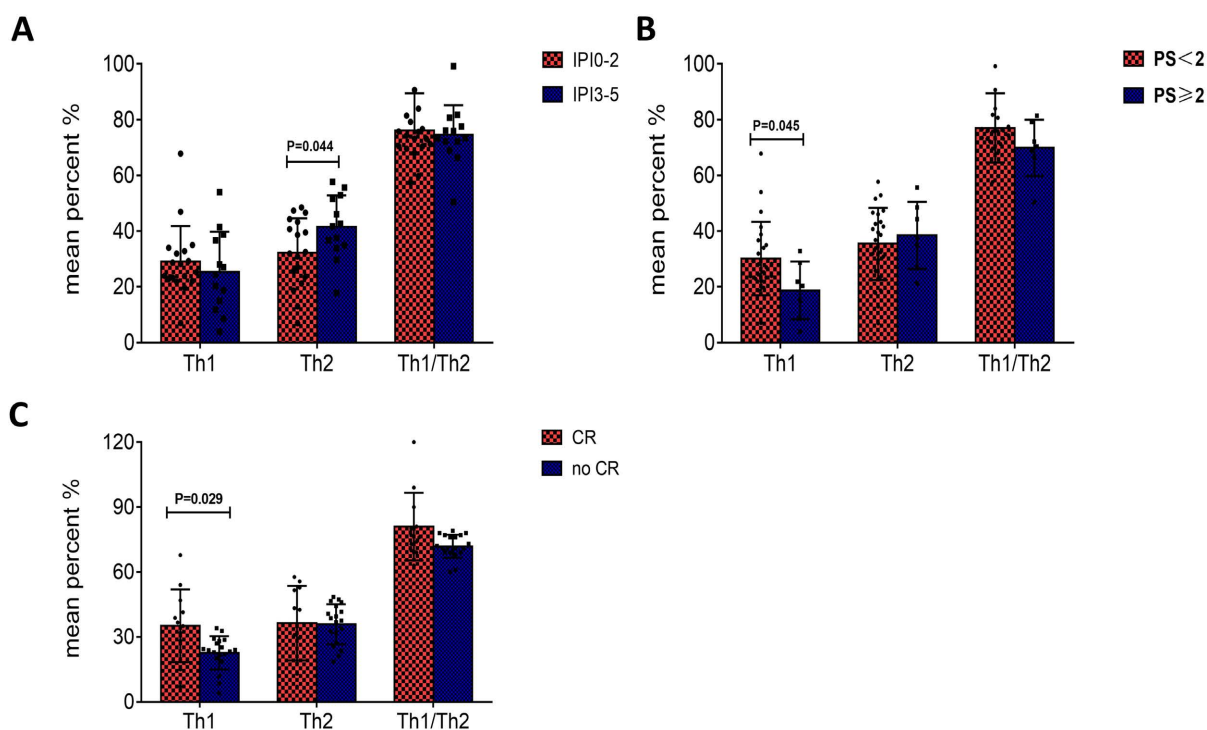 A
IPI0-2
IPI3-5
mean percent %
100
80
60
40
20
0
P=0.044
Th1
Th2
Th1/Th2
B
PS<2
PS≥2
mean percent %
100
80
60
40
20
0
P=0.045
Th1
Th2
Th1/Th2
C
CR
no CR
mean percent %
120
90
60
30
0
P=0.029
Th1
Th2
Th1/Th2